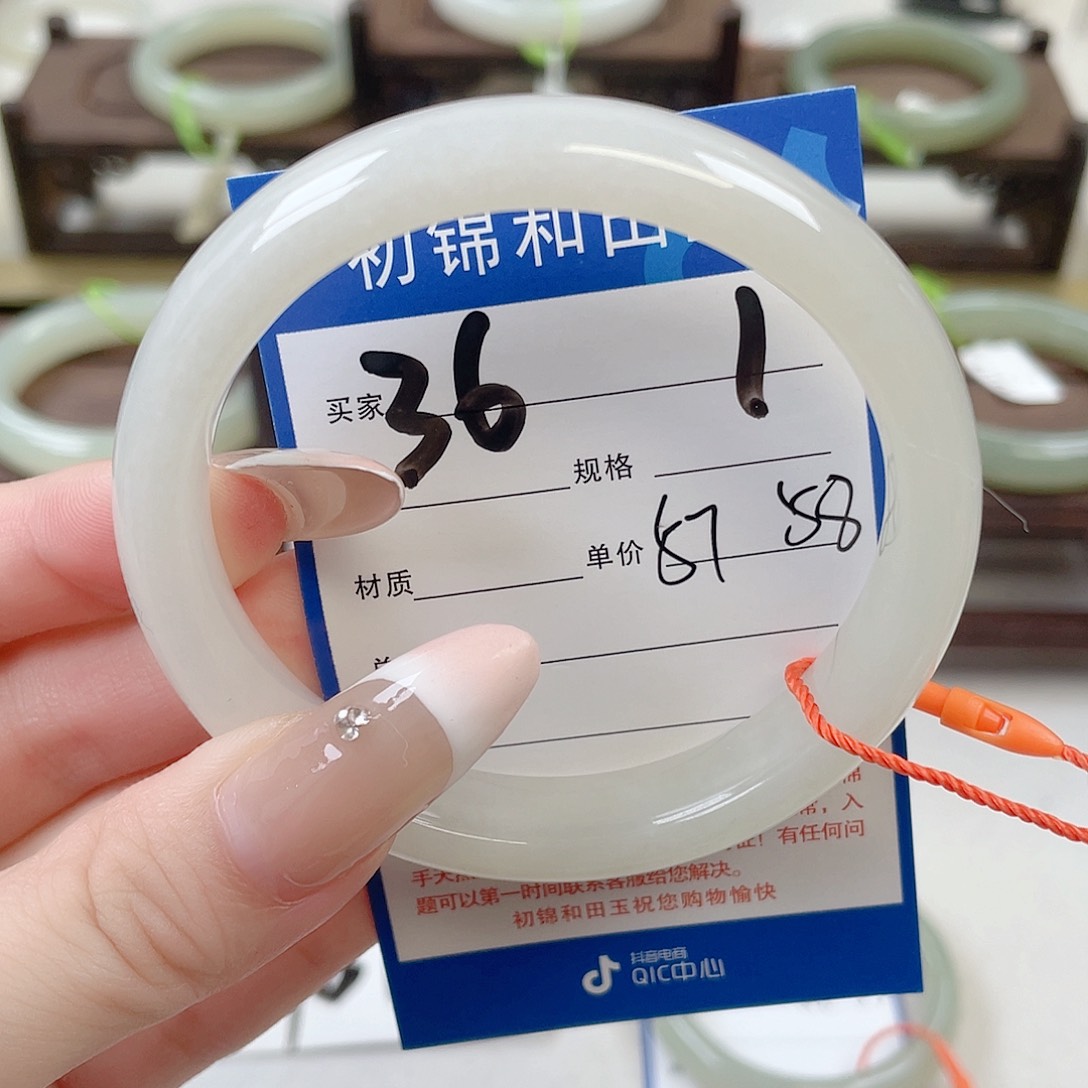 初锦和田
买家 36 1
规格
材质 单价 57 58
入
证！有任何问
题可以第一时间联系客服给您解决。
初锦和田玉祝您购物愉快
抖音电商
QIC中心